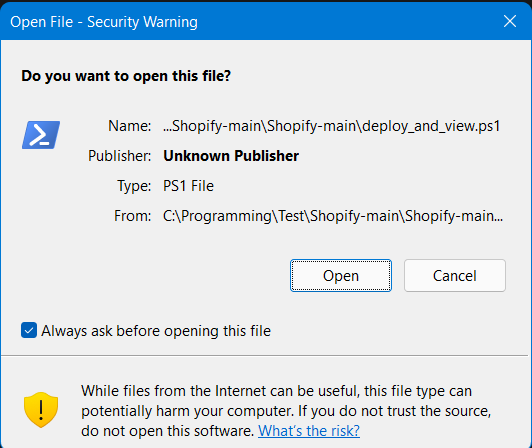 Open File - Security Warning
Do you want to open this file?
Name: ...Shopify-main\Shopify-main\deploy_and_view.ps1
Publisher: Unknown Publisher
Type: PS1 File
From: C:\Programming\Test\Shopify-main\Shopify-main...
Open Cancel
Always ask before opening this file
While files from the Internet can be useful, this file type can
potentially harm your computer. If you do not trust the source,
do not open this software. What's the risk?